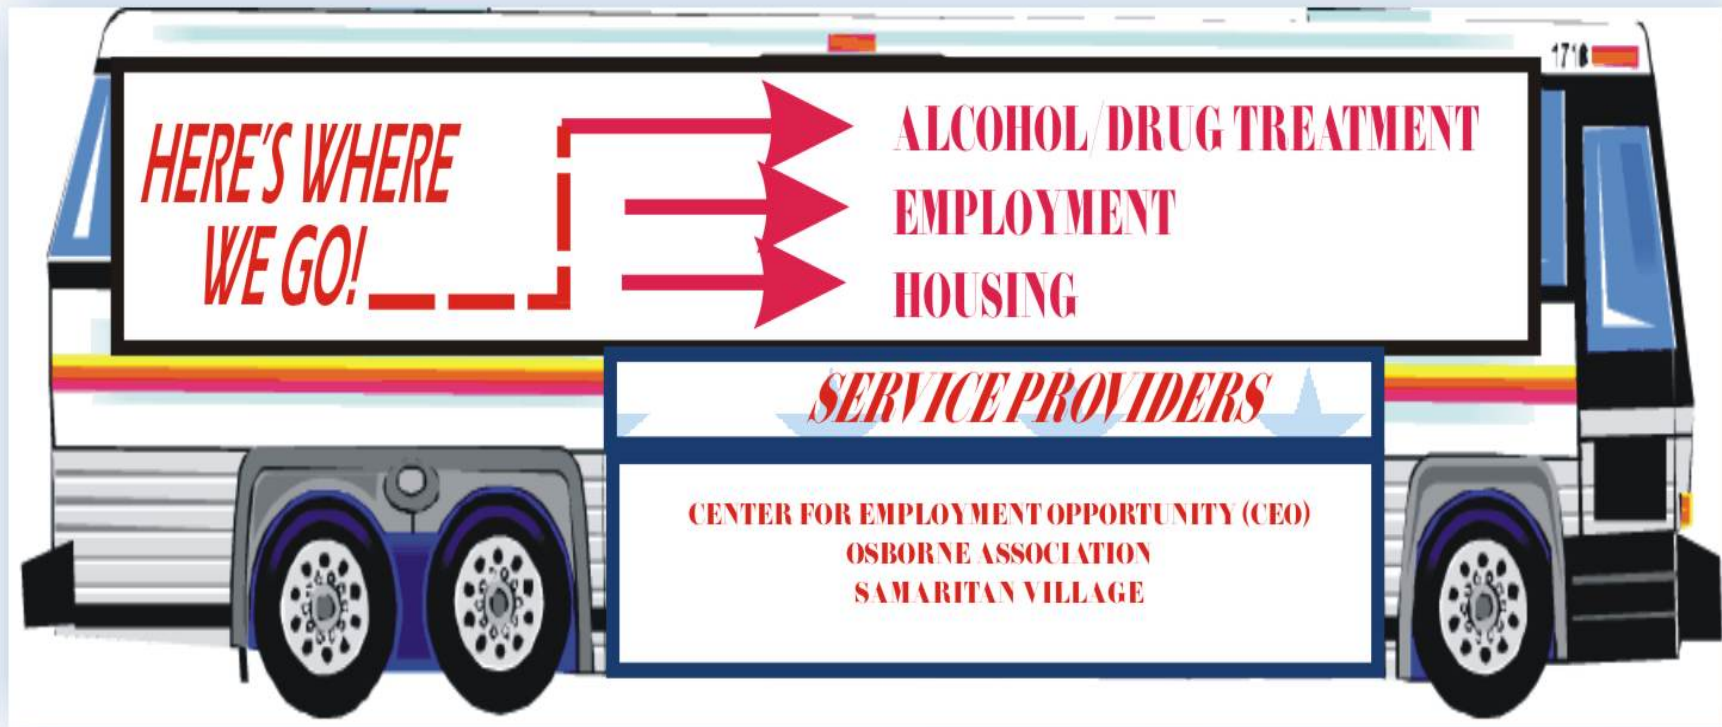 1718
HERE'S WHERE
WE GO!
ALCOHOL/DRUG TREATMENT
EMPLOYMENT
HOUSING
SERVICE PROVIDERS
CENTER FOR EMPLOYMENT OPPORTUNITY (CEO)
OSBORNE ASSOCIATION
SAMARITAN VILLAGE